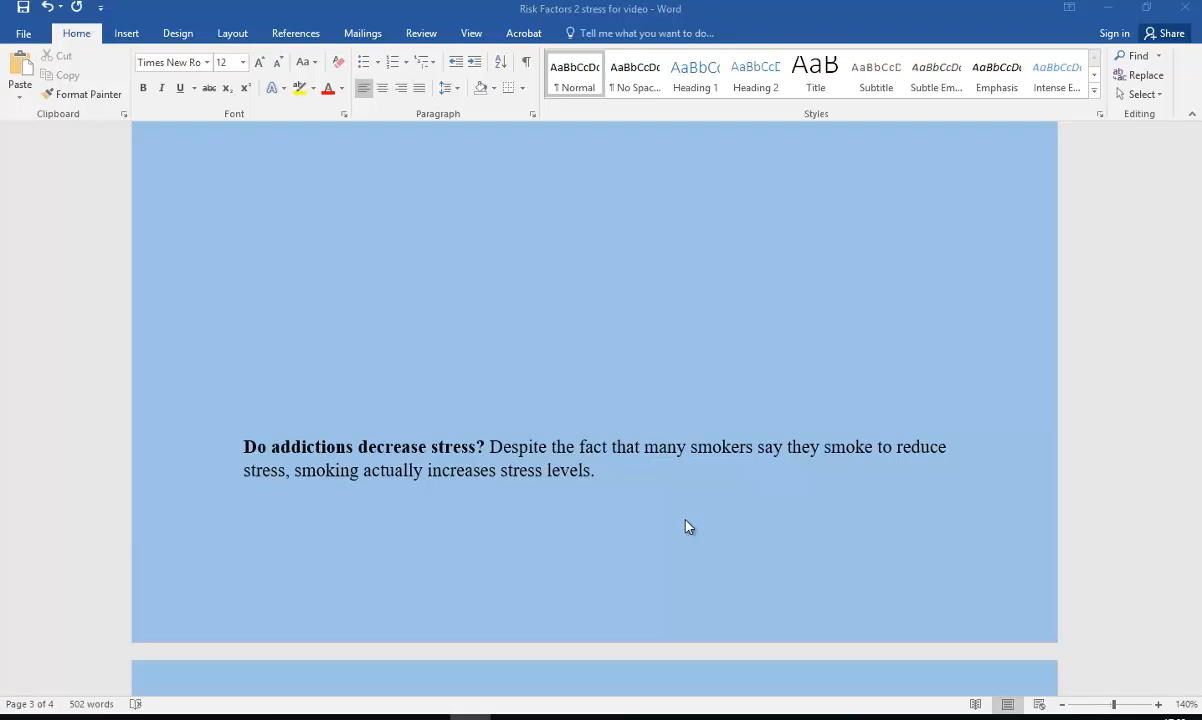 Risk Factors 2 stress for video - Word
File Home Insert Design Layout References Mailings Review View Acrobat Tell me what you want to do... Sign in Share
Paste
Cut
Copy
Format Painter
Clipboard
Times New Ro 12
Font
Paragraph
AaBbCcDc AaBbCcDc AaBbC AaBbCcD AaB AaBbCcD AaBbCcDc AaBbCcDc AaBbCcDc
¶ Normal ¶ No Spac... Heading 1 Heading 2 Title Subtitle Subtle Em... Emphasis Intense E...
Styles
Find
Replace
Select
Editing
Do addictions decrease stress? Despite the fact that many smokers say they smoke to reduce
stress, smoking actually increases stress levels.
Page 3 of 4 502 words 140%